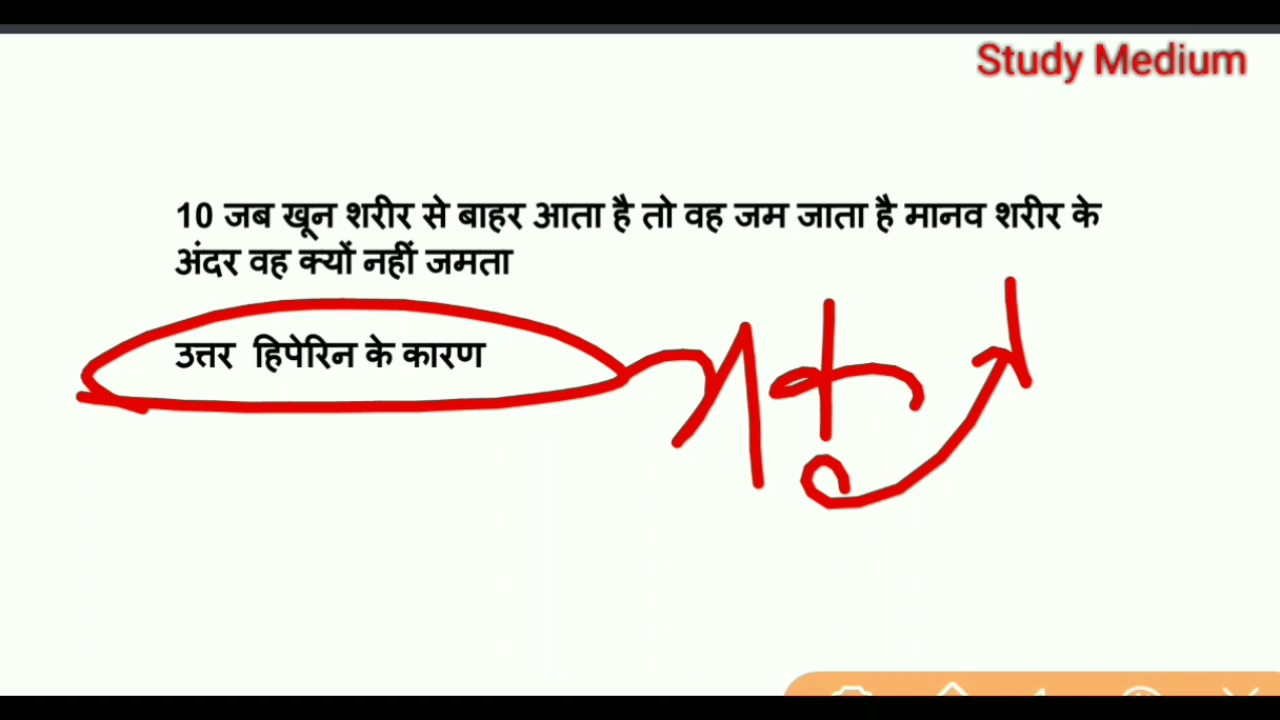 Study Medium
10 जब खून शरीर से बाहर आता है तो वह जम जाता है मानव शरीर के
अंदर वह क्यों नहीं जमता
उत्तर हिपेरिन के कारण